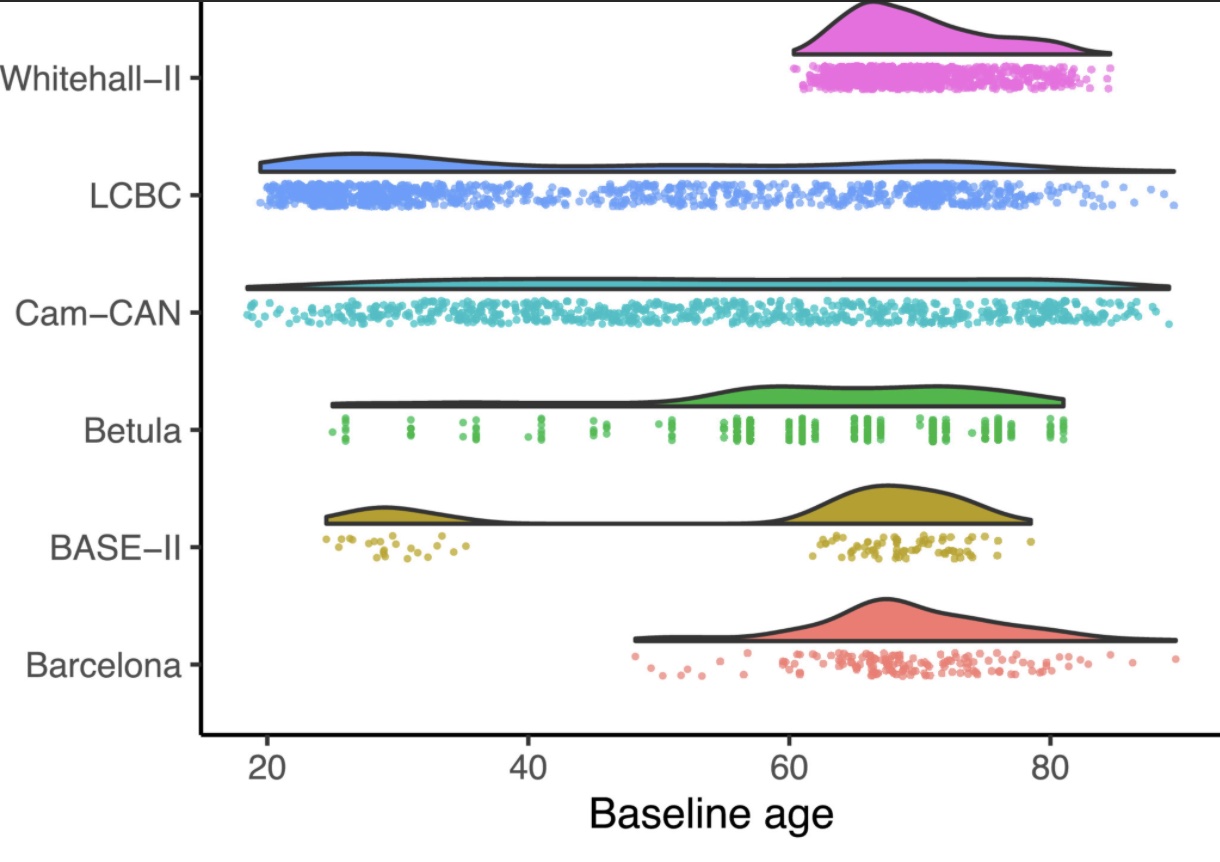 Whitehall−II
LCBC
Cam−CAN
Betula
BASE−II
Barcelona
20 40 60 80
Baseline age